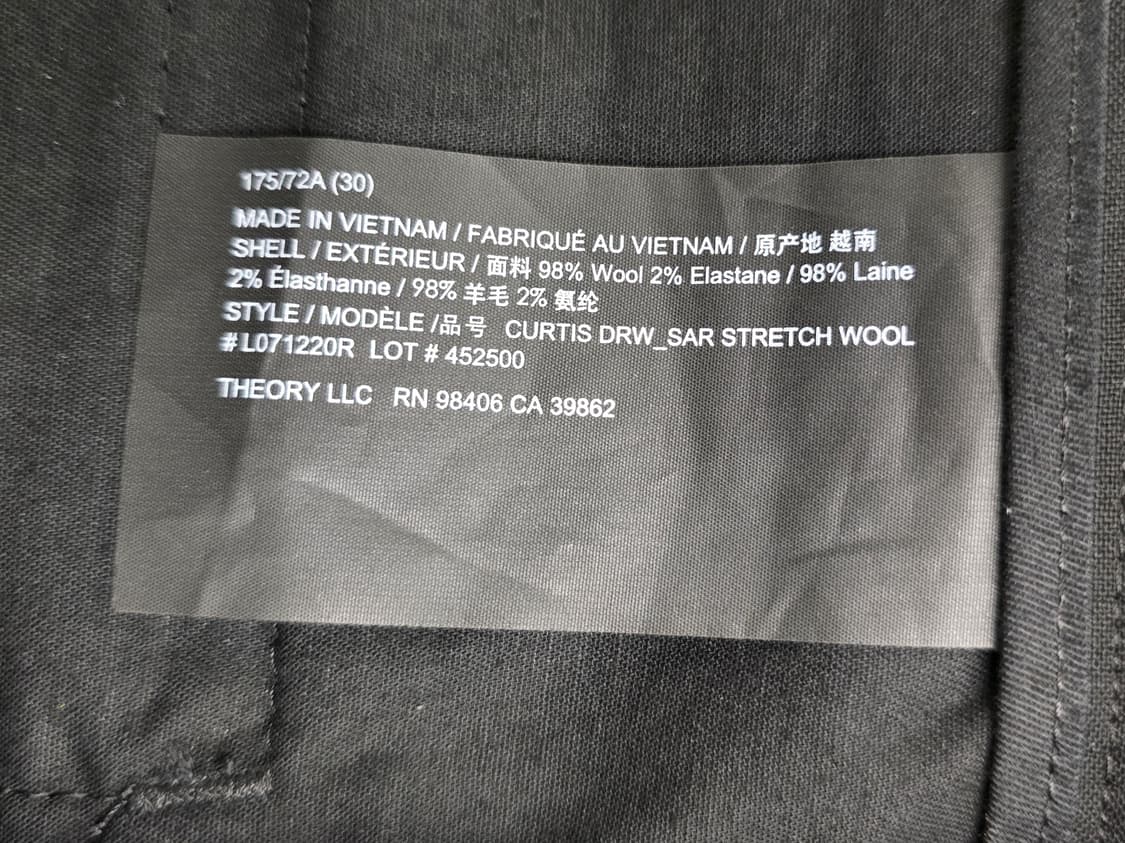 175/72A (30)
MADE IN VIETNAM / FABRIQUÉ AU VIETNAM / 原产地 越南
SHELL / EXTÉRIEUR / 面料 98% Wool 2% Elastane / 98% Laine
2% Élasthanne / 98% 羊毛 2% 氨纶
STYLE / MODÈLE /品号 CURTIS DRW_SAR STRETCH WOOL
#L071220R LOT # 452500
THEORY LLC RN 98406 CA 39862